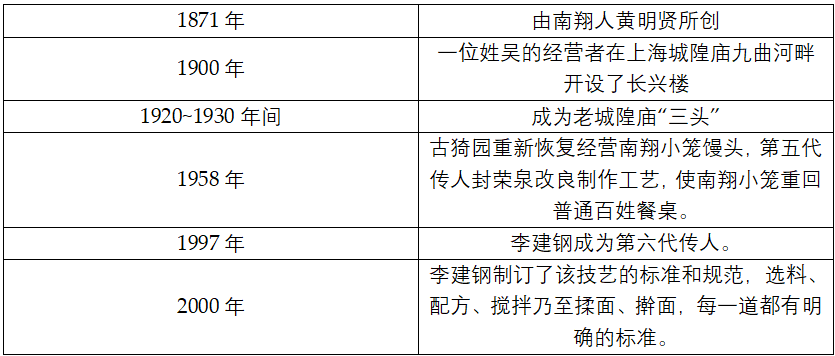 1871 年
由南翔人黄明贤所创
1900 年
一位姓吴的经营者在上海城隍庙九曲河畔
开设了长兴楼
1920~1930 年间
成为老城隍庙“三头”
1958 年
古猗园重新恢复经营南翔小笼馒头，第五代
传人封荣泉改良制作工艺，使南翔小笼重回
普通百姓餐桌。
1997 年
李建钢成为第六代传人。
2000 年
李建钢制订了该技艺的标准和规范，选料、
配方、搅拌乃至揉面、擀面，每一道都有明
确的标准。